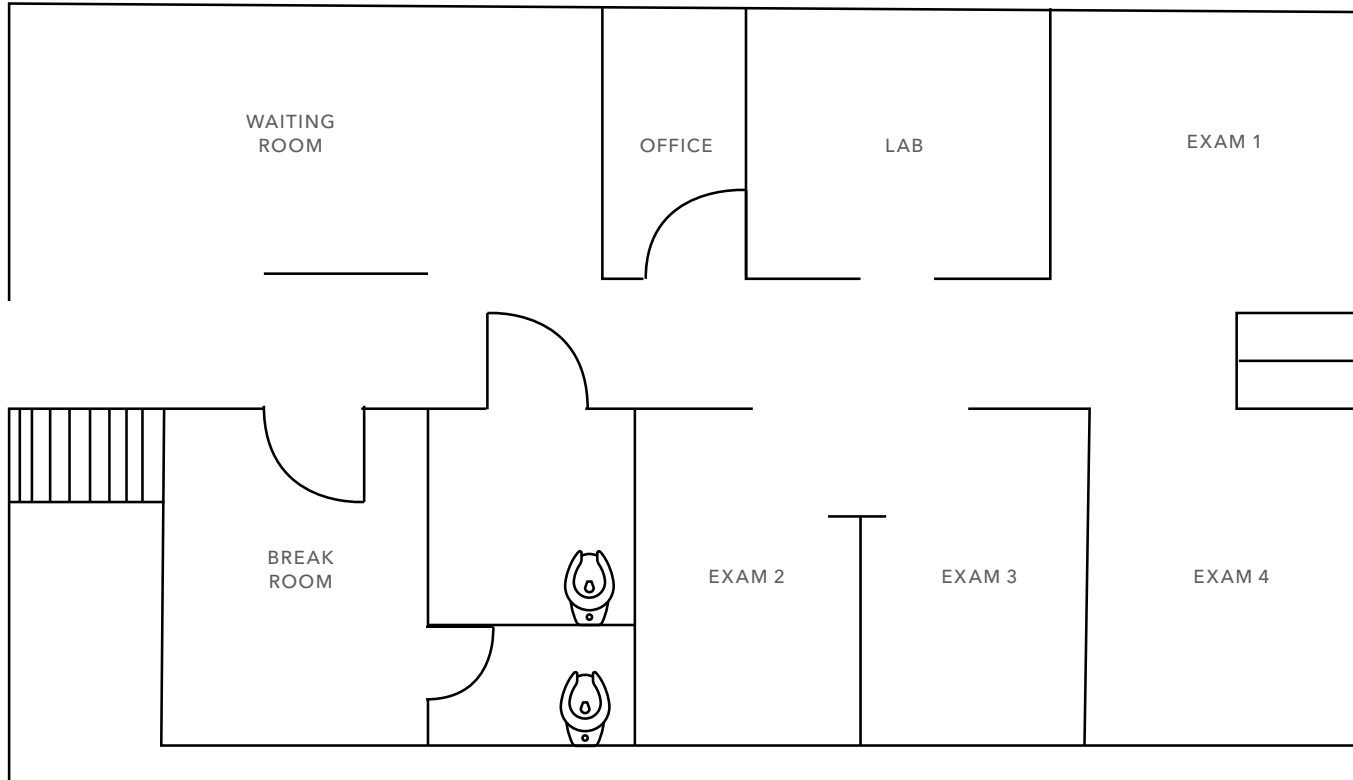 WAITING
ROOM
OFFICE
LAB
EXAM 1
BREAK
ROOM
EXAM 2
EXAM 3
EXAM 4